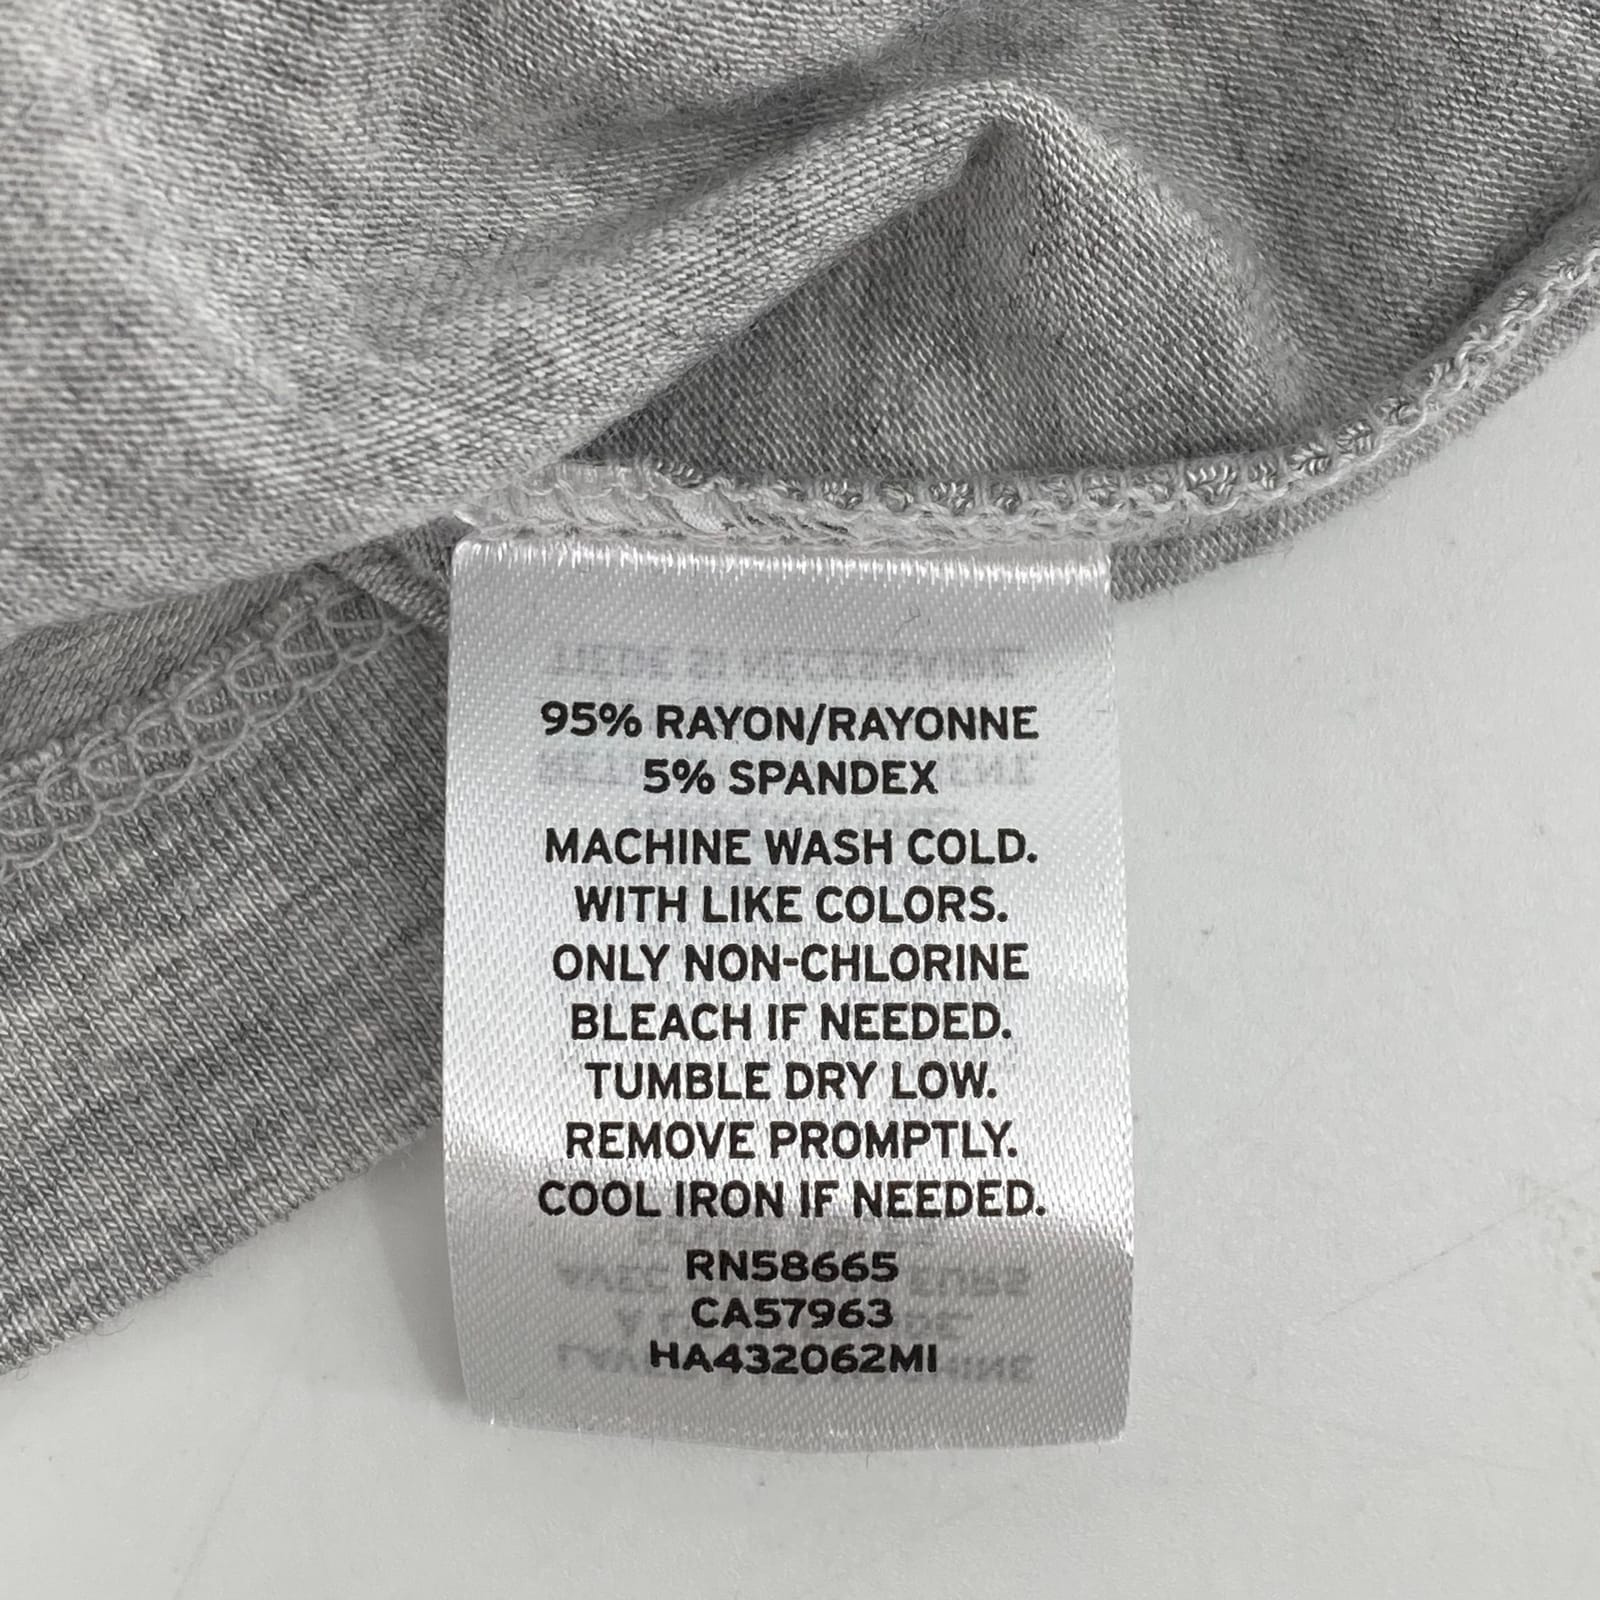 95% RAYON/RAYONNE
5% SPANDEX
MACHINE WASH COLD.
WITH LIKE COLORS.
ONLY NON-CHLORINE
BLEACH IF NEEDED.
TUMBLE DRY LOW.
REMOVE PROMPTLY.
COOL IRON IF NEEDED.
RN58665
CA57963
HA432062MI